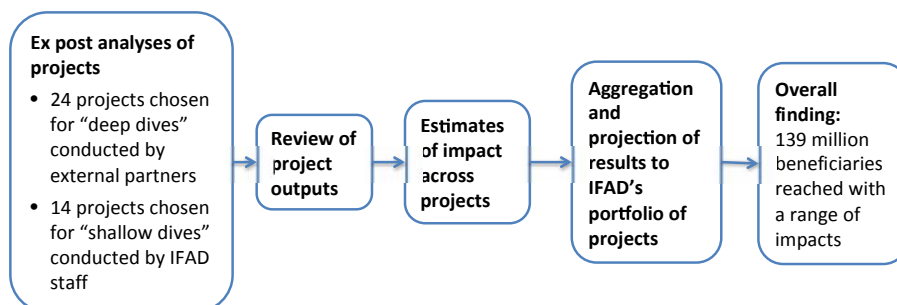 Ex post analyses of
projects
• 24 projects chosen
for “deep dives”
conducted by
external partners
• 14 projects chosen
for “shallow dives”
conducted by IFAD
staff
Review of
project
outputs
Estimates
of impact
across
projects
Aggregation
and
projection of
results to
IFAD’s
portfolio of
projects
Overall
finding:
139 million
beneficiaries
reached with
a range of
impacts